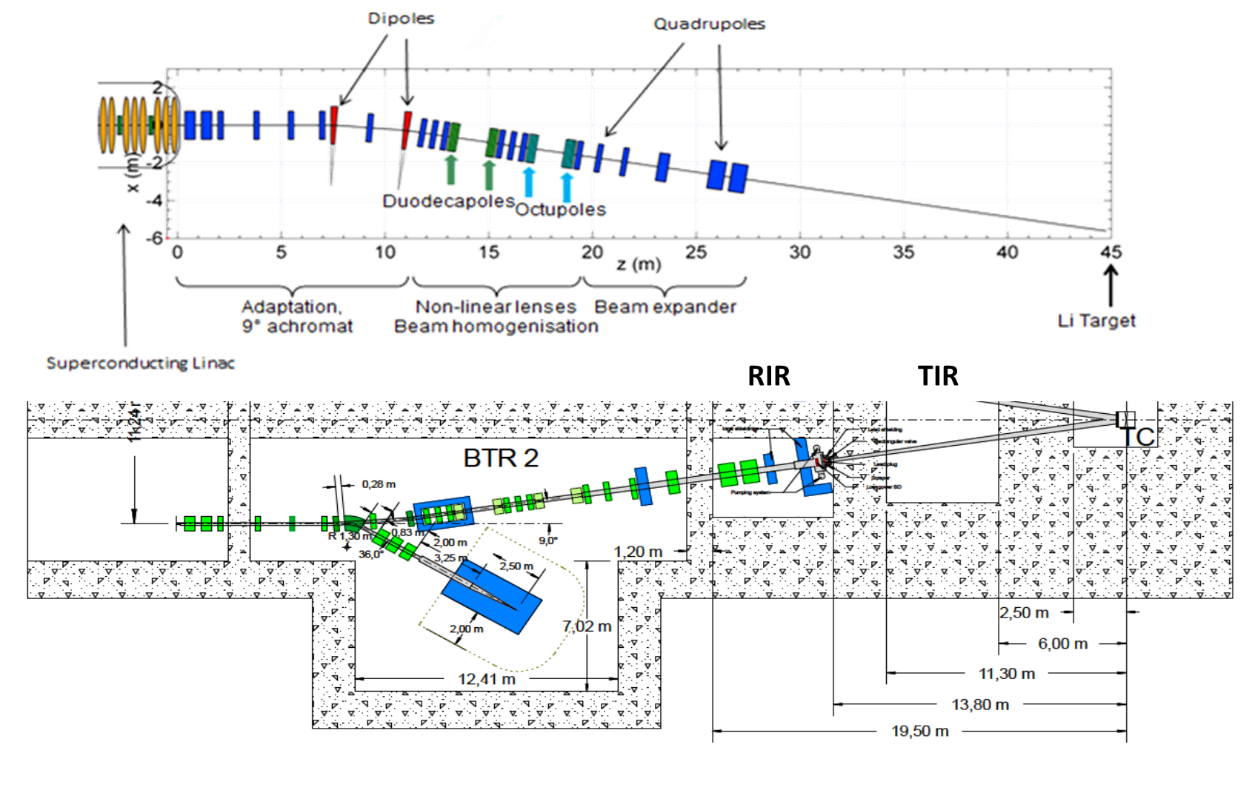 Dipoles
Quadrupoles
2
-2
-4
-6
x (m)
Duodecapoles
Octupoles
0
5
10
15
20
25
30
35
40
45
z (m)
Adaptation,
9° achromat
Non-linear lenses
Beam homogenisation
Beam expander
Li Target
Superconducting Linac
RIR
TIR
BTR 2
TC
0,28 m
R 1,30 m
0,83 m
36,0°
2,00 m
3,25 m
2,50 m
9,0°
2,00 m
7,02 m
12,41 m
1,20 m
Pumping system
Lead plug
Scraper
2,50 m
6,00 m
11,30 m
13,80 m
19,50 m